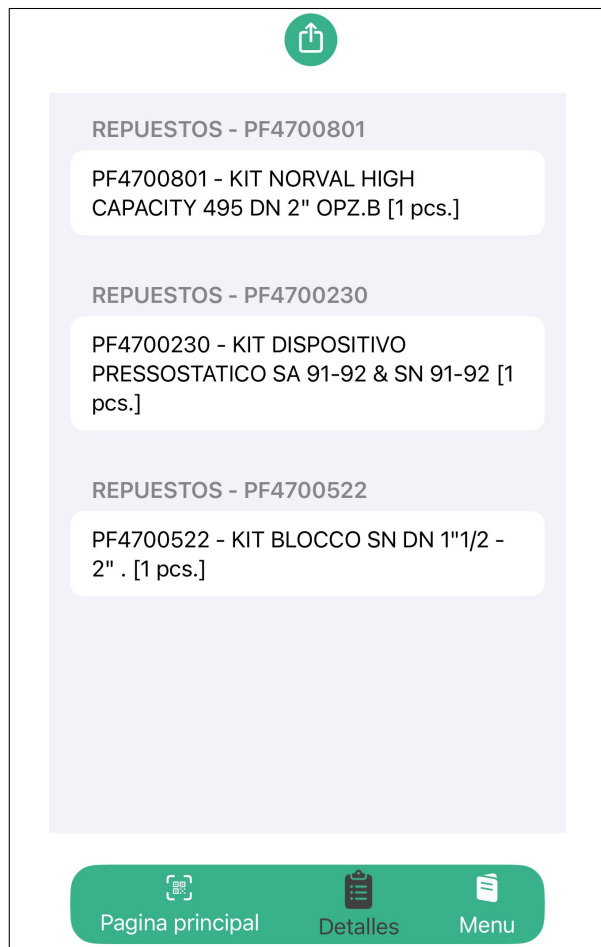 REPUESTOS - PF4700801
PF4700801 - KIT NORVAL HIGH
CAPACITY 495 DN 2" OPZ.B [1 pcs.]
REPUESTOS - PF4700230
PF4700230 - KIT DISPOSITIVO
PRESSOSTATICO SA 91-92 & SN 91-92 [1
pcs.]
REPUESTOS - PF4700522
PF4700522 - KIT BLOCCO SN DN 1"1/2 -
2" . [1 pcs.]
Pagina principal Detalles Menu